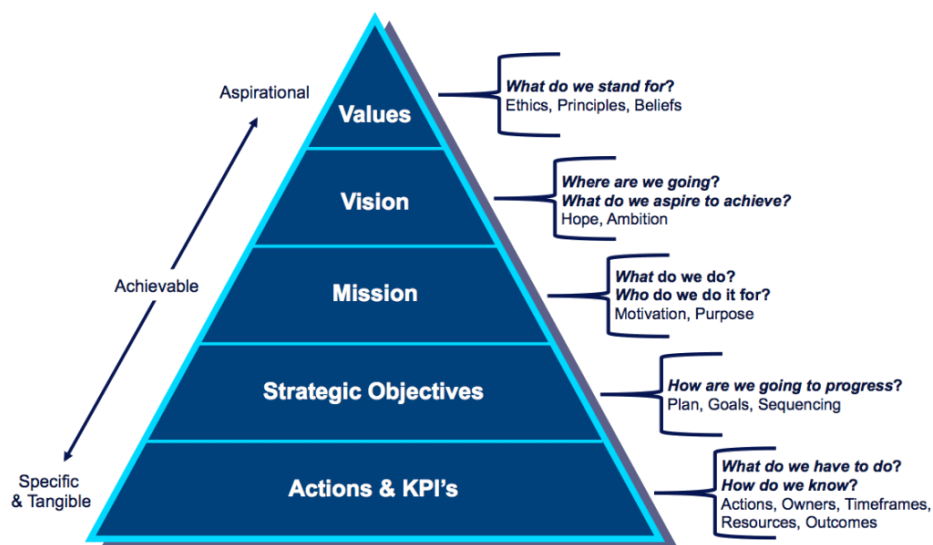 Aspirational
Values
What do we stand for?
Ethics, Principles, Beliefs
Vision
Where are we going?
What do we aspire to achieve?
Hope, Ambition
Achievable
Mission
What do we do?
Who do we do it for?
Motivation, Purpose
Strategic Objectives
How are we going to progress?
Plan, Goals, Sequencing
Specific
& Tangible
Actions & KPI's
What do we have to do?
How do we know?
Actions, Owners, Timeframes,
Resources, Outcomes